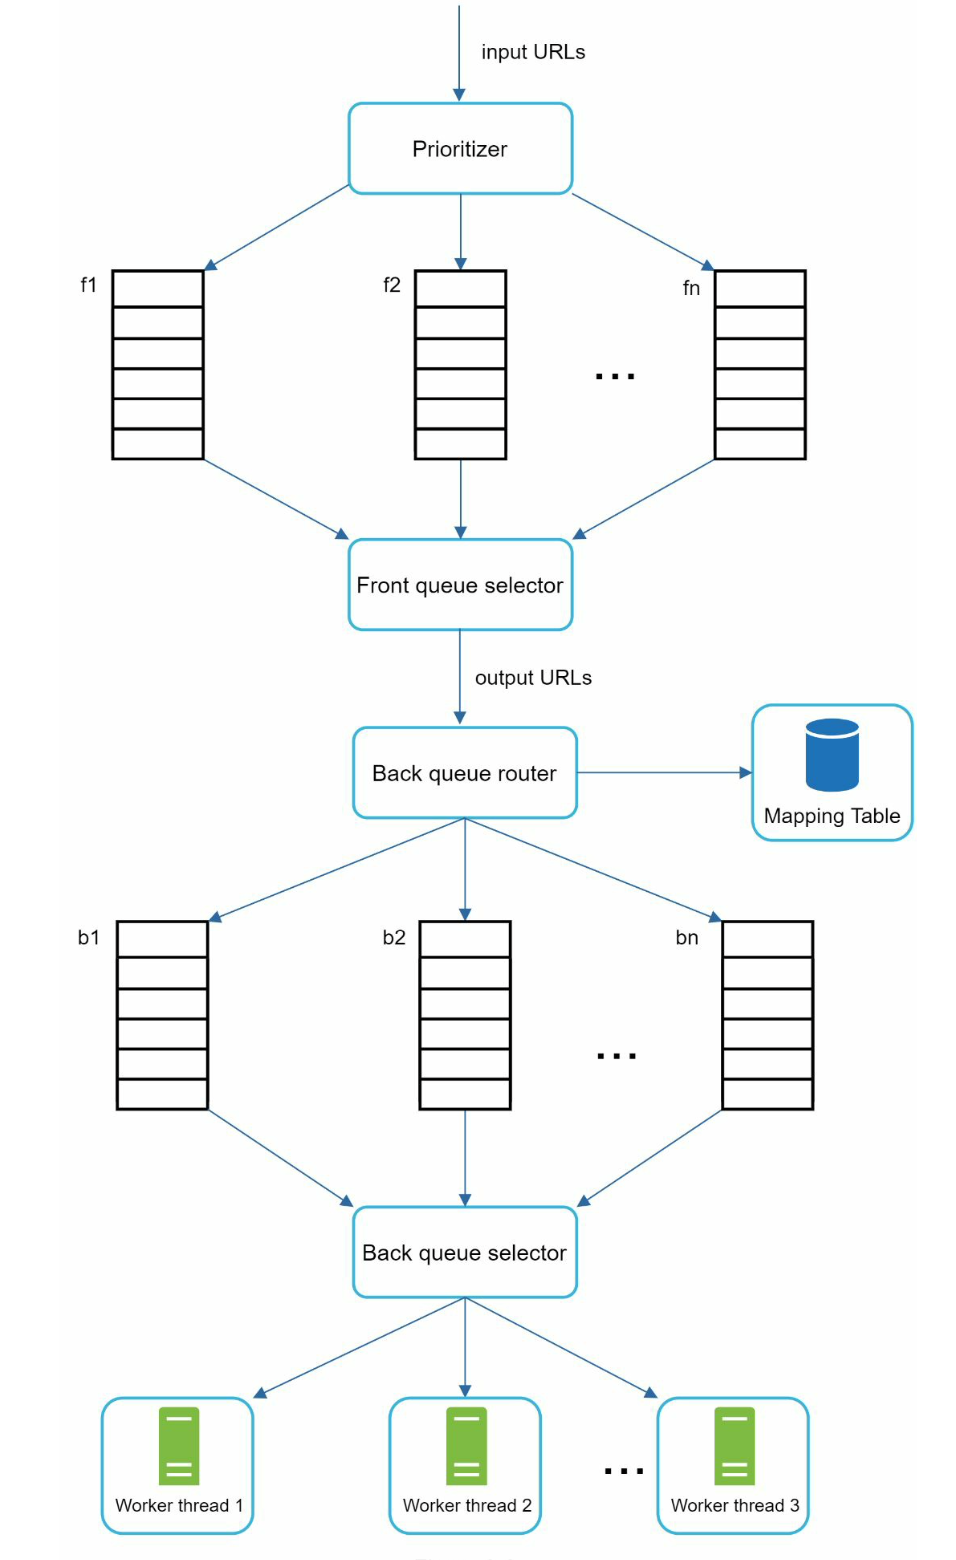 input URLs
Prioritizer
f1
f2
fn
...
Front queue selector
output URLs
Back queue router
Mapping Table
b1
b2
bn
...
Back queue selector
...
Worker thread 1
Worker thread 2
Worker thread 3